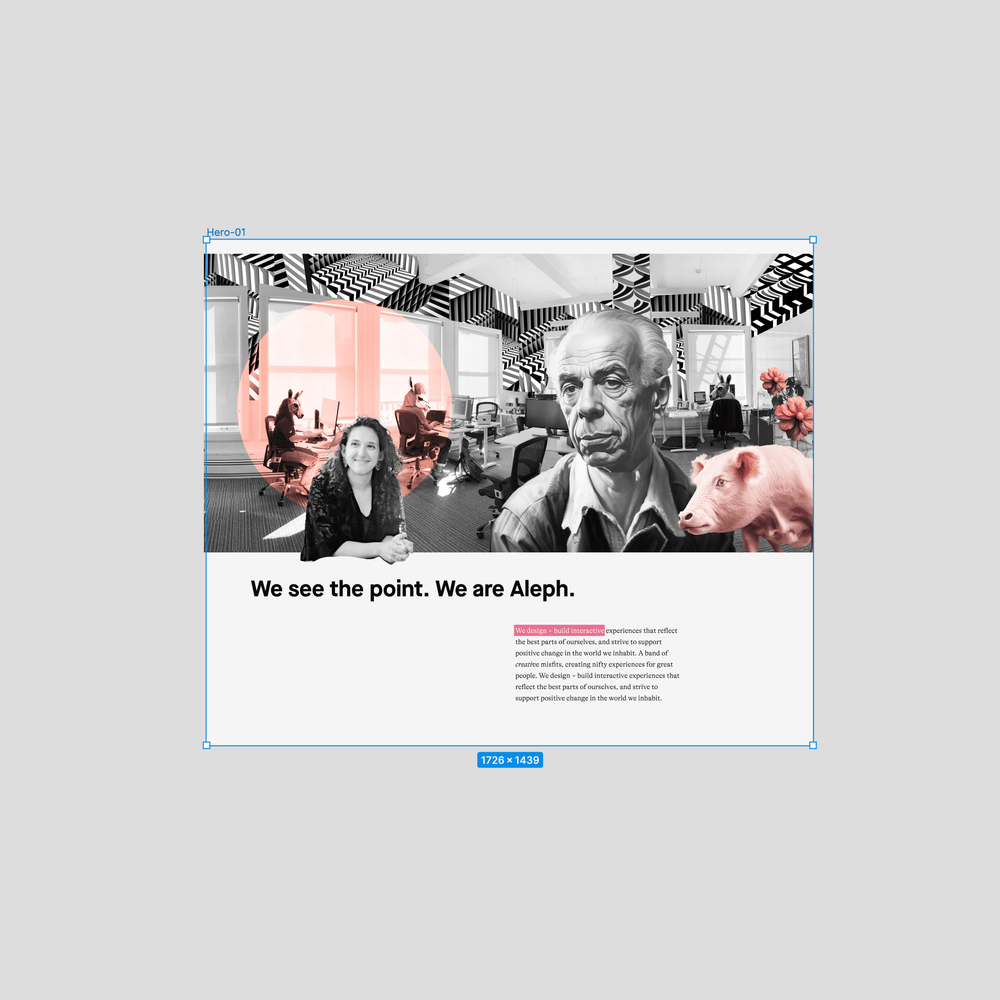 Hero-01
We see the point. We are Aleph.
We design + build interactive experiences that reflect
the best parts of ourselves, and strive to support
positive change in the world we inhabit. A band of
creative misfits, creating nifty experiences for great
people. We design + build interactive experiences that
reflect the best parts of ourselves, and strive to
support positive change in the world we inhabit.
1726 × 1439